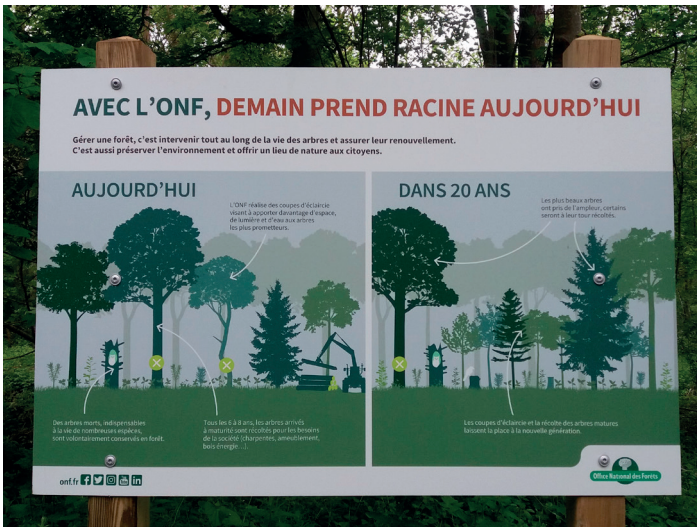 AVEC L'ONF, DEMAIN PREND RACINE AUJOURD'HUI
Gérer une forêt, c'est intervenir tout au long de la vie des arbres et assurer leur renouvellement.
C'est aussi préserver l'environnement et offrir un lieu de nature aux citoyens.
AUJOURD'HUI
L'ONF réalise des coupes d'éclaircie
visant à apporter davantage d'espace,
de lumière et d'eau aux arbres
les plus prometteurs.
Des arbres morts, indispensables
à la vie de nombreuses espèces,
sont volontairement conservés en forêt.
Tous les 6 à 8 ans, les arbres arrivés
à maturité sont récoltés pour les besoins
de la société (charpentes, ameublement,
bois énergie…).
DANS 20 ANS
Les plus beaux arbres
ont pris de l'ampleur, certains
seront à leur tour récoltés.
Les coupes d'éclaircie et la récolte des arbres matures
laissent la place à la nouvelle génération.
onf.fr
Office National des Forêts